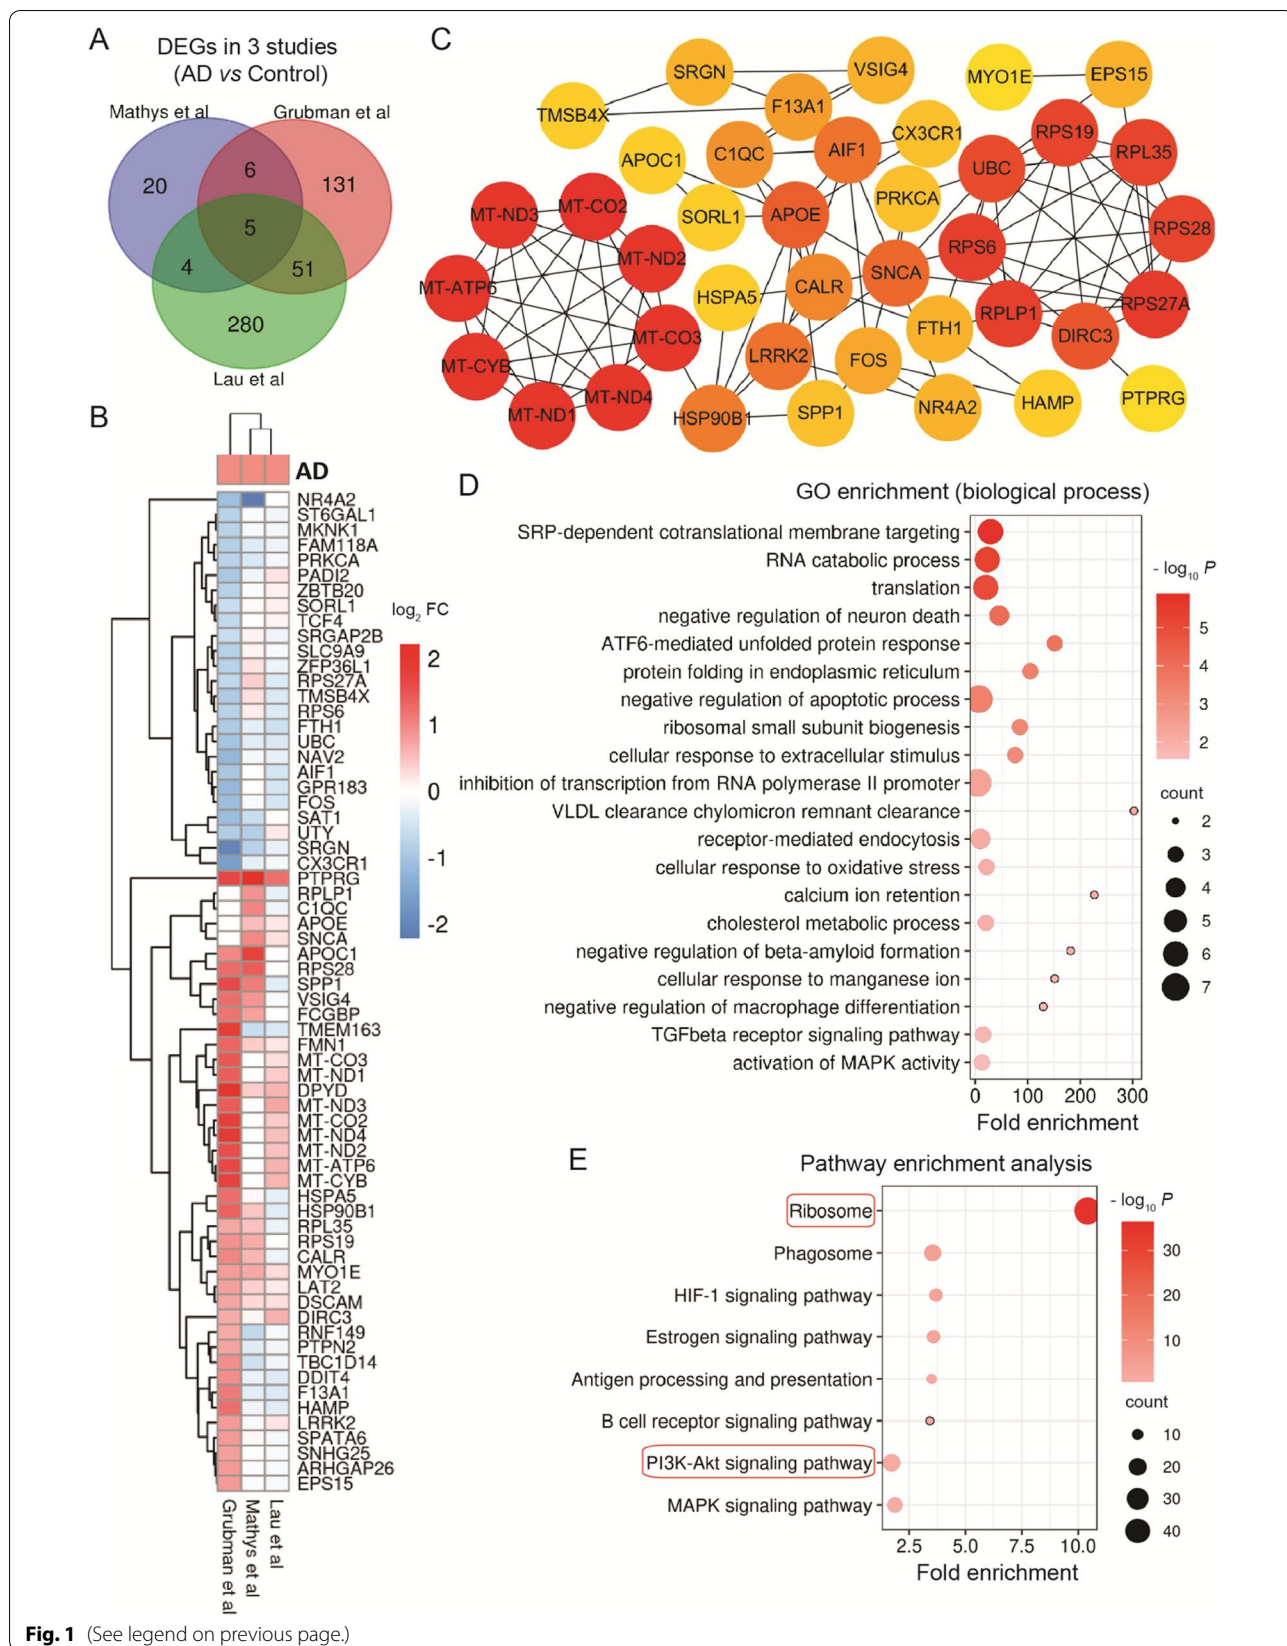 A
DEGs in 3 studies
(AD vs Control)
Mathys et al
Grubman et al
20
6
131
5
4
51
280
Lau et al
B
AD
NR4A2
ST6GAL1
MKNK1
FAM118A
PRKCA
PADI2
ZBTB20
SORL1
TCF4
SRGAP2B
SLC9A9
ZFP36L1
RPS27A
TMSB4X
RPS6
FTH1
UBC
NAV2
AIF1
GPR183
FOS
SAT1
UTY
SRGN
CX3CR1
PTPRG
RPLP1
C1QC
APOE
SNCA
APOC1
RPS28
SPP1
VSIG4
FCGBP
TMEM163
FMN1
MT-CO3
MT-ND1
DPYD
MT-ND3
MT-CO2
MT-ND4
MT-ND2
MT-ATP6
MT-CYB
HSPA5
HSP90B1
RPL35
RPS19
CALR
MYO1E
LAT2
DSCAM
DIRC3
RNF149
PTPN2
TBC1D14
DDIT4
F13A1
HAMP
LRRK2
SPATA6
SNHG25
ARHGAP26
EPS15
Grubman et al
Mathys et al
Lau et al
log2 FC
2
1
0
-1
-2
C
SRGN
VSIG4
MYO1E
EPS15
TMSB4X
F13A1
CX3CR1
RPS19
RPL35
APOC1
C1QC
AIF1
UBC
PRKCA
MT-ND3
MT-CO2
SORL1
APOE
RPS28
MT-ND2
RPS6
SNCA
MT-ATP6
HSPA5
CALR
RPS27A
RPLP1
FTH1
DIRC3
MT-CO3
LRRK2
FOS
MT-CYB
MT-ND4
MT-ND1
HSP90B1
SPP1
NR4A2
HAMP
PTPRG
D
GO enrichment (biological process)
SRP-dependent cotranslational membrane targeting
RNA catabolic process
translation
negative regulation of neuron death
ATF6-mediated unfolded protein response
protein folding in endoplasmic reticulum
negative regulation of apoptotic process
ribosomal small subunit biogenesis
cellular response to extracellular stimulus
inhibition of transcription from RNA polymerase II promoter
VLDL clearance chylomicron remnant clearance
receptor-mediated endocytosis
cellular response to oxidative stress
calcium ion retention
cholesterol metabolic process
negative regulation of beta-amyloid formation
cellular response to manganese ion
negative regulation of macrophage differentiation
TGFbeta receptor signaling pathway
activation of MAPK activity
0 100 200 300
Fold enrichment
- log10 P
5
4
3
2
count
2
3
4
5
6
7
E
Pathway enrichment analysis
Ribosome
Phagosome
HIF-1 signaling pathway
Estrogen signaling pathway
Antigen processing and presentation
B cell receptor signaling pathway
PI3K-Akt signaling pathway
MAPK signaling pathway
2.5 5.0 7.5 10.0
Fold enrichment
- log10 P
30
20
10
count
10
20
30
40
Fig. 1 (See legend on previous page.)